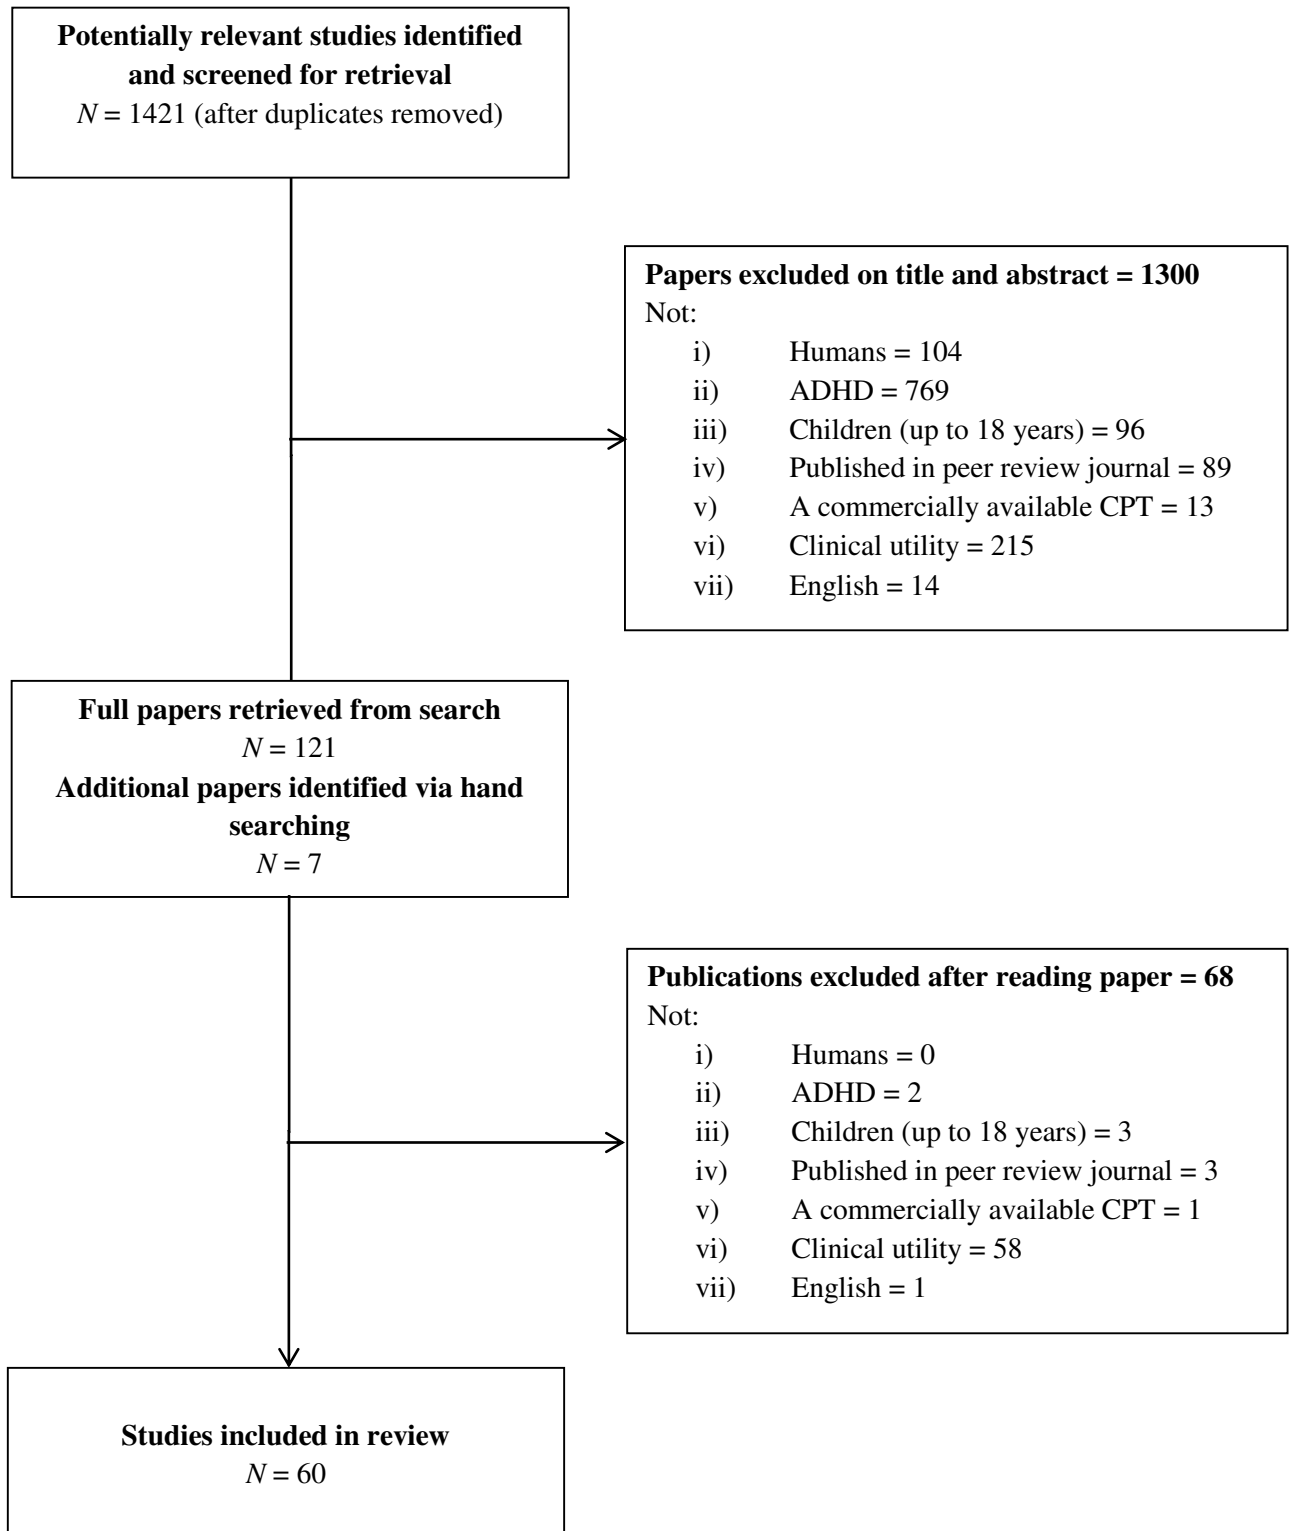 Potentially relevant studies identified
and screened for retrieval
N = 1421 (after duplicates removed)
Papers excluded on title and abstract = 1300
Not:
i) Humans = 104
ii) ADHD = 769
iii) Children (up to 18 years) = 96
iv) Published in peer review journal = 89
v) A commercially available CPT = 13
vi) Clinical utility = 215
vii) English = 14
Full papers retrieved from search
N = 121
Additional papers identified via hand
searching
N = 7
Publications excluded after reading paper = 68
Not:
i) Humans = 0
ii) ADHD = 2
iii) Children (up to 18 years) = 3
iv) Published in peer review journal = 3
v) A commercially available CPT = 1
vi) Clinical utility = 58
vii) English = 1
Studies included in review
N = 60